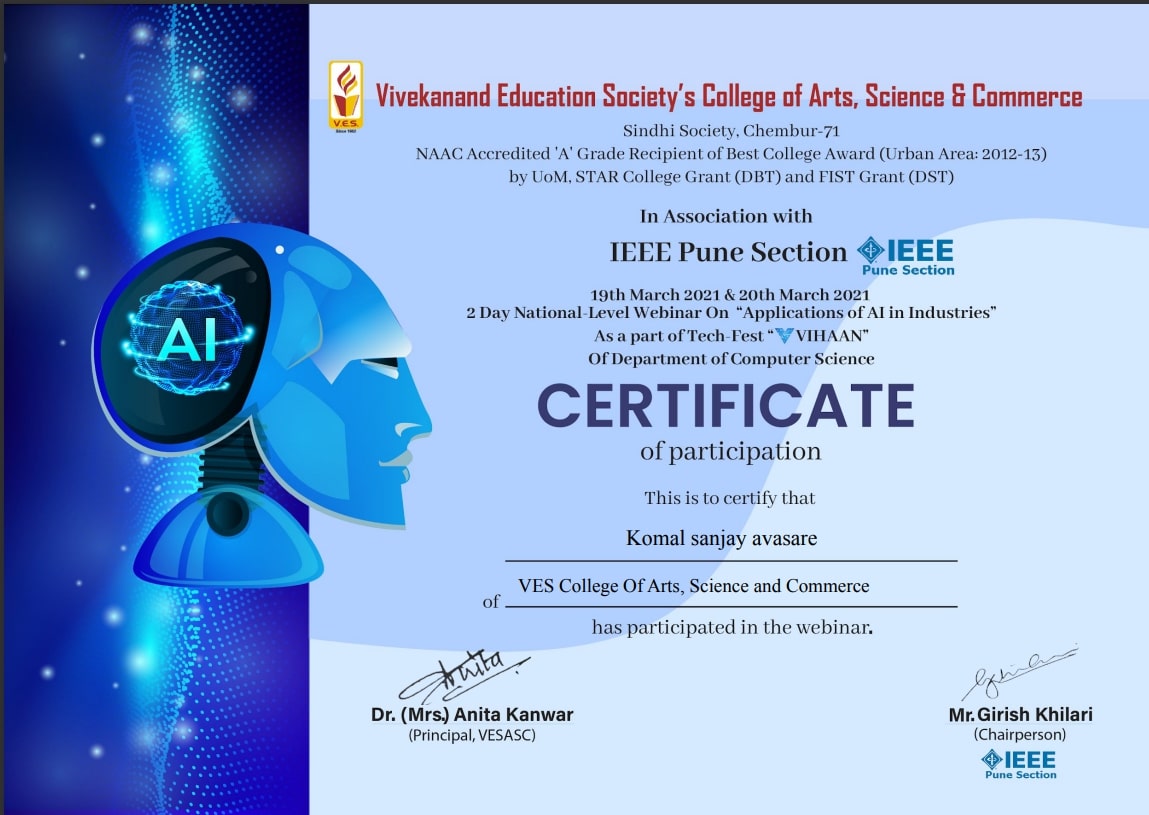 V.E.S.
Since 1962
Vivekanand Education Society's College of Arts, Science & Commerce
Sindhi Society, Chembur-71
NAAC Accredited 'A' Grade Recipient of Best College Award (Urban Area: 2012-13)
by UoM, STAR College Grant (DBT) and FIST Grant (DST)
In Association with
IEEE Pune Section
IEEE
Pune Section
19th March 2021 & 20th March 2021
2 Day National-Level Webinar On “Applications of AI in Industries”
As a part of Tech-Fest “VIHAAN”
Of Department of Computer Science
AI
CERTIFICATE
of participation
This is to certify that
Komal sanjay avasare
of VES College Of Arts, Science and Commerce
has participated in the webinar.
Anita
Dr. (Mrs.) Anita Kanwar
(Principal, VESASC)
Mr. Girish Khilari
(Chairperson)
IEEE
Pune Section